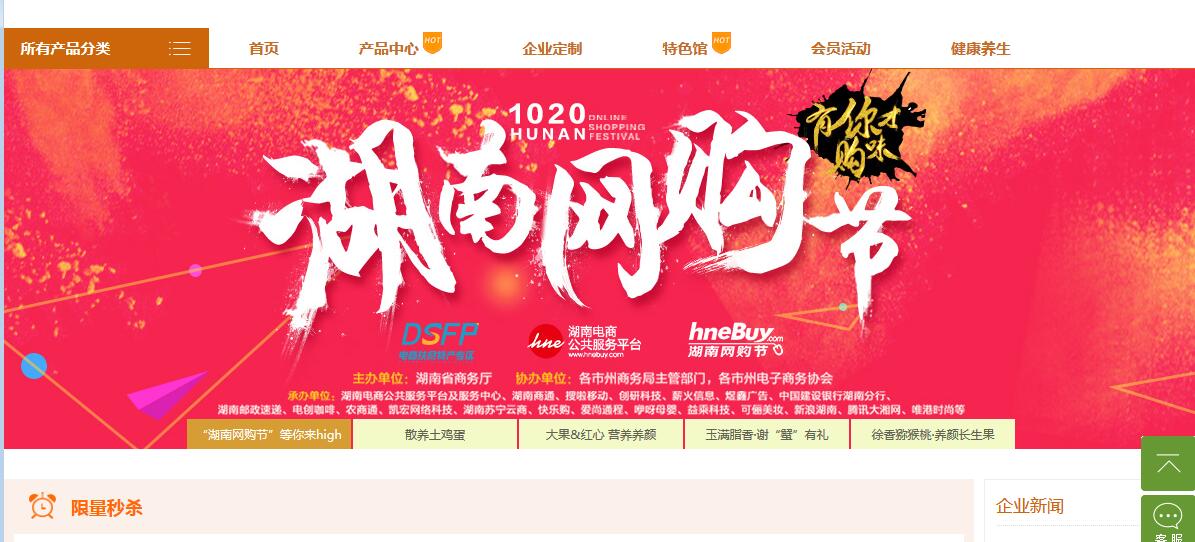 所有产品分类 首页 产品中心 HOT 企业定制 特色馆 HOT 会员活动 健康养生
1020 ONLINE
HUNAN SHOPPING
FESTIVAL
有你才
购味
湖南网购节
DSFP
电商扶贫特产专区
hne 湖南电商
公共服务平台
www.hnebuy.com
hneBuy.com
湖南网购节
主办单位：湖南省商务厅 协办单位：各市州商务局主管部门，各市州电子商务协会
承办单位：湖南电商公共服务平台及服务中心、湖南商通、搜啦移动、创研科技、薪火信息、煜鑫广告、中国建设银行湖南分行、
湖南邮政速递、电创咖啡、农商通、凯宏网络科技、湖南苏宁云商、快乐购、爱尚通程、咿呀母婴、益渠科技、可俪美妆、新浪湖南、腾讯大湘网、唯港时尚等
“湖南网购节”等你来high 散养土鸡蛋 大果&红心 营养养颜 玉满脂香·谢“蟹”有礼 徐香猕猴桃·养颜长生果
限量秒杀 企业新闻
客 服